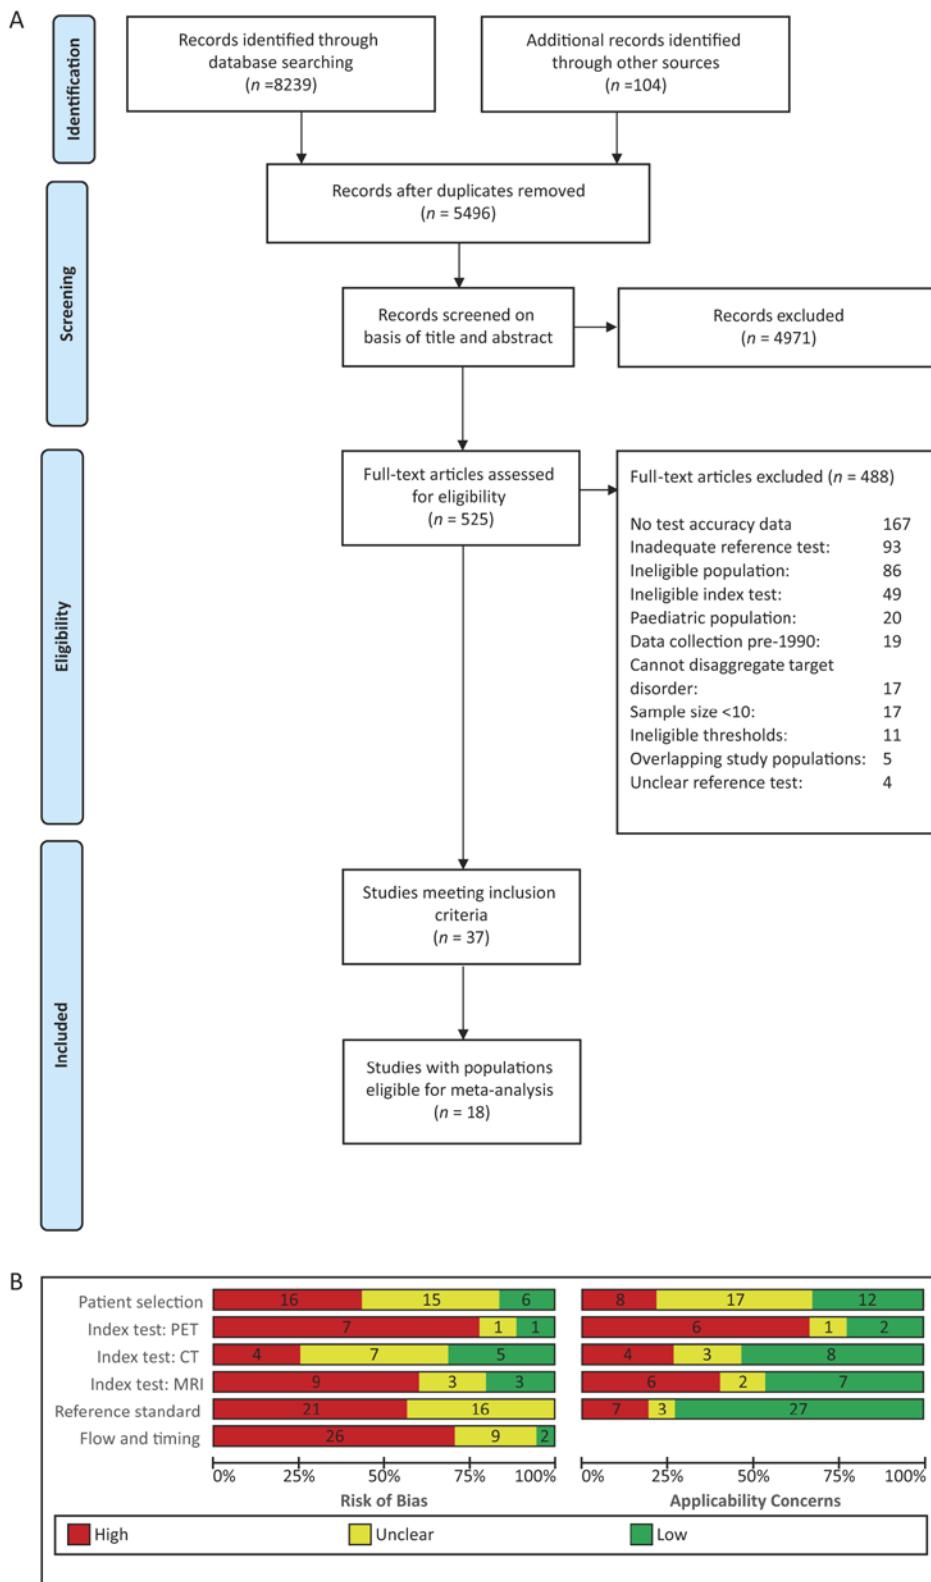 A
Identification
Records identified through
database searching
(n =8239)
Additional records identified
through other sources
(n =104)
Screening
Records after duplicates removed
(n = 5496)
Records screened on
basis of title and abstract
Records excluded
(n = 4971)
Eligibility
Full-text articles assessed
for eligibility
(n = 525)
Full-text articles excluded (n = 488)
No test accuracy data 167
Inadequate reference test: 93
Ineligible population: 86
Ineligible index test: 49
Paediatric population: 20
Data collection pre-1990: 19
Cannot disaggregate target
disorder: 17
Sample size <10: 17
Ineligible thresholds: 11
Overlapping study populations: 5
Unclear reference test: 4
Included
Studies meeting inclusion
criteria
(n = 37)
Studies with populations
eligible for meta-analysis
(n = 18)
B
Patient selection 16 15 6 8 17 12
Index test: PET 7 1 1 6 1 2
Index test: CT 4 7 5 4 3 8
Index test: MRI 9 3 3 6 2 7
Reference standard 21 16 7 3 27
Flow and timing 26 9 2
0% 25% 50% 75% 100% 0% 25% 50% 75% 100%
Risk of Bias Applicability Concerns
High Unclear Low